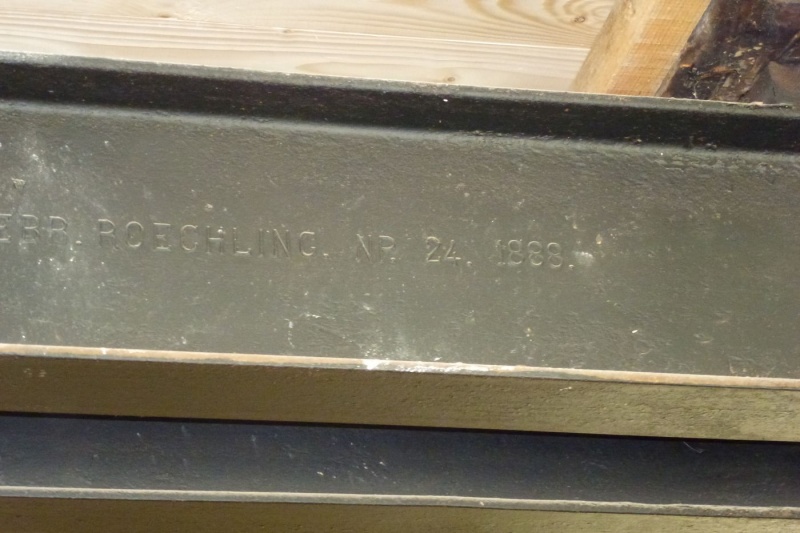 EBR. ROECHLING. NR. 24. 1888.